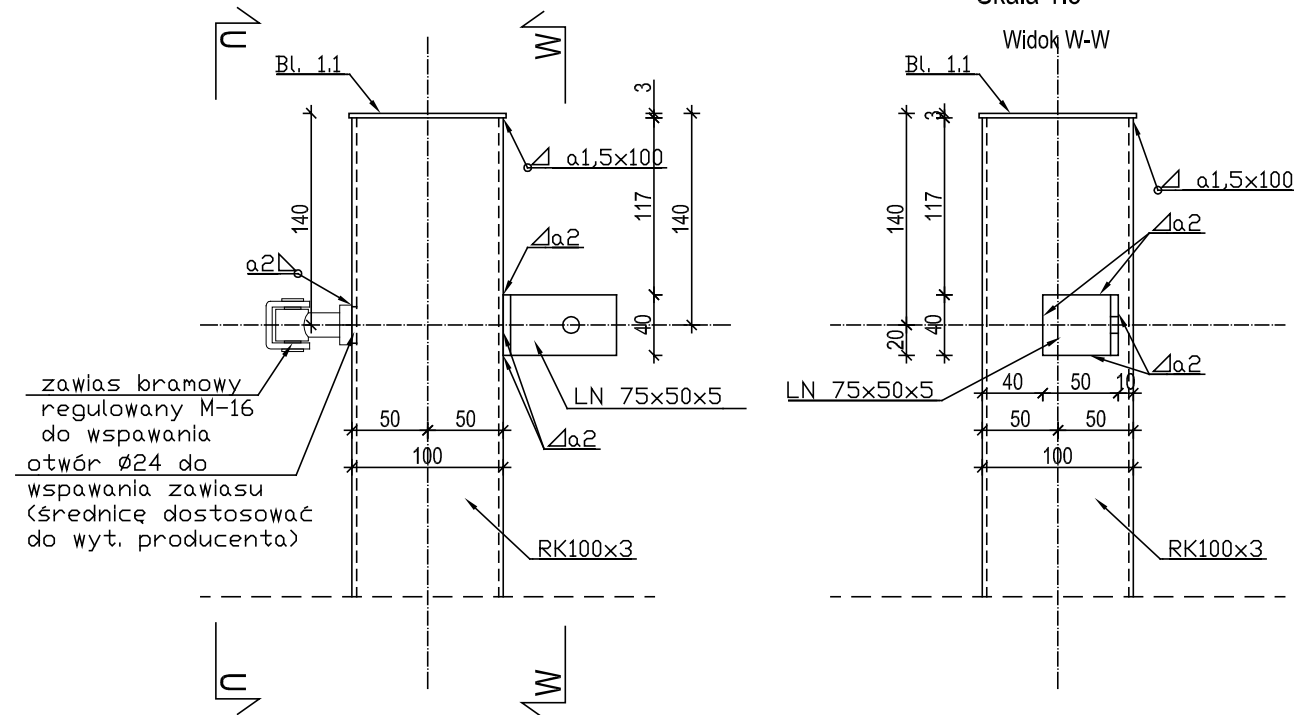 Widok W-W
U
W
Bl. 1.1
3
a1,5x100
140
117
140
a2
a2
40
zawias bramowy
regulowany M-16
do wspawania
otwór Ø24 do
wspawania zawiasu
(średnicę dostosować
do wyt. producenta)
LN 75x50x5
50
50
a2
100
RK100x3
U
W
Bl. 1.1
3
a1,5x100
140
117
a2
20
40
a2
LN 75x50x5
40
50
10
50
50
100
RK100x3